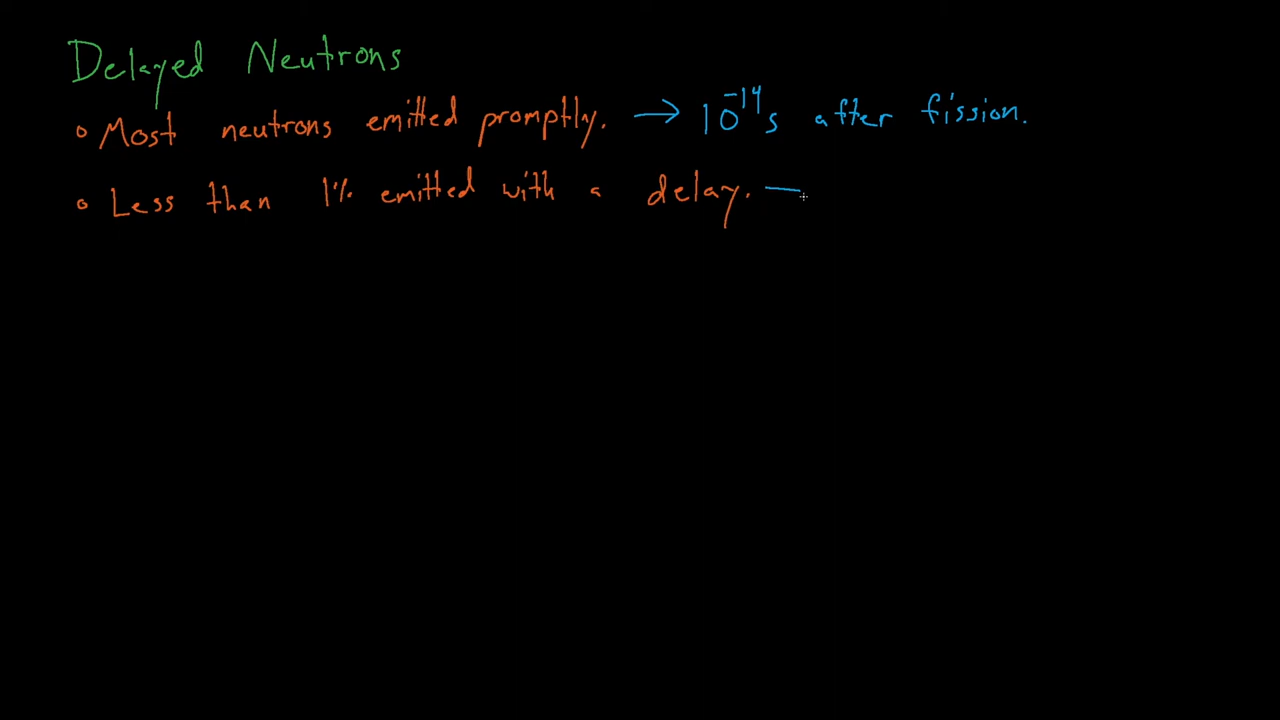 Delayed Neutrons
• Most neutrons emitted promptly. → 10⁻¹⁴s after fission.
• Less than 1% emitted with a delay. —